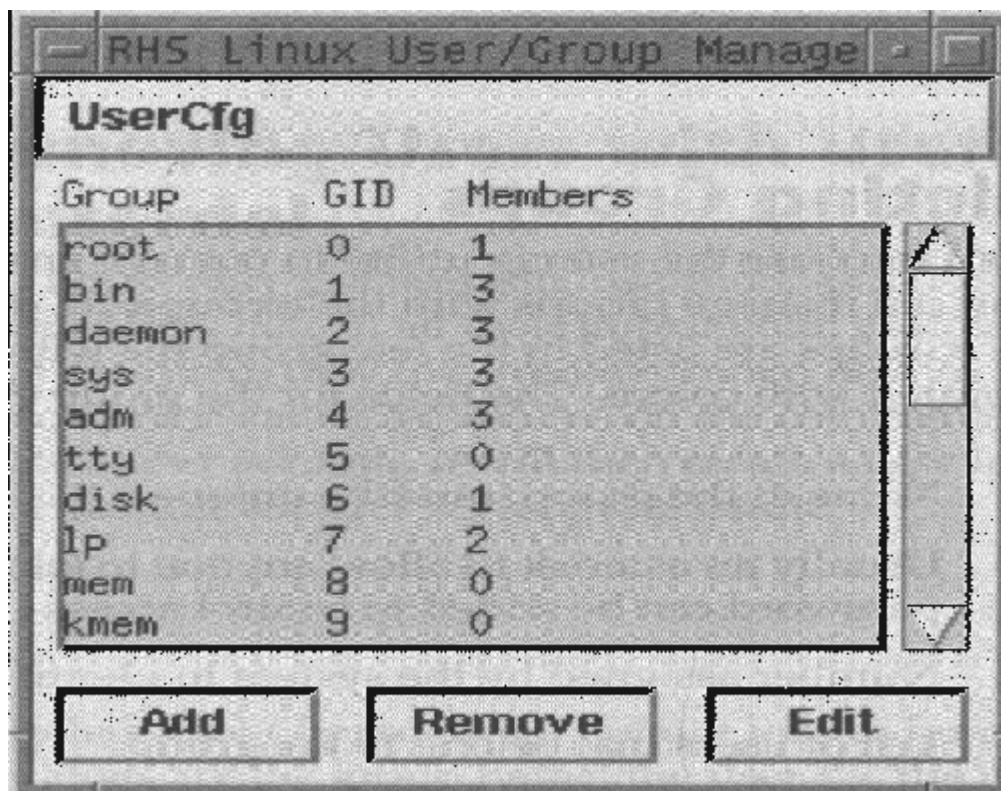 RHS Linux User/Group Manage
UserCfg
Group GID Members
root 0 1
bin 1 3
daemon 2 3
sys 3 3
adm 4 3
tty 5 0
disk 6 1
lp 7 2
mem 8 0
kmem 9 0
Add Remove Edit